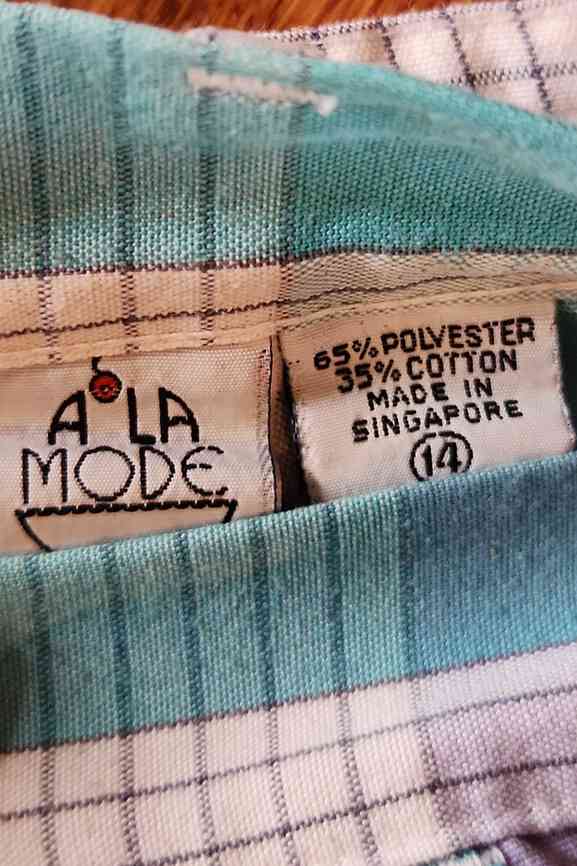 A LA
MODE
65% POLYESTER
35% COTTON
MADE IN
SINGAPORE
14